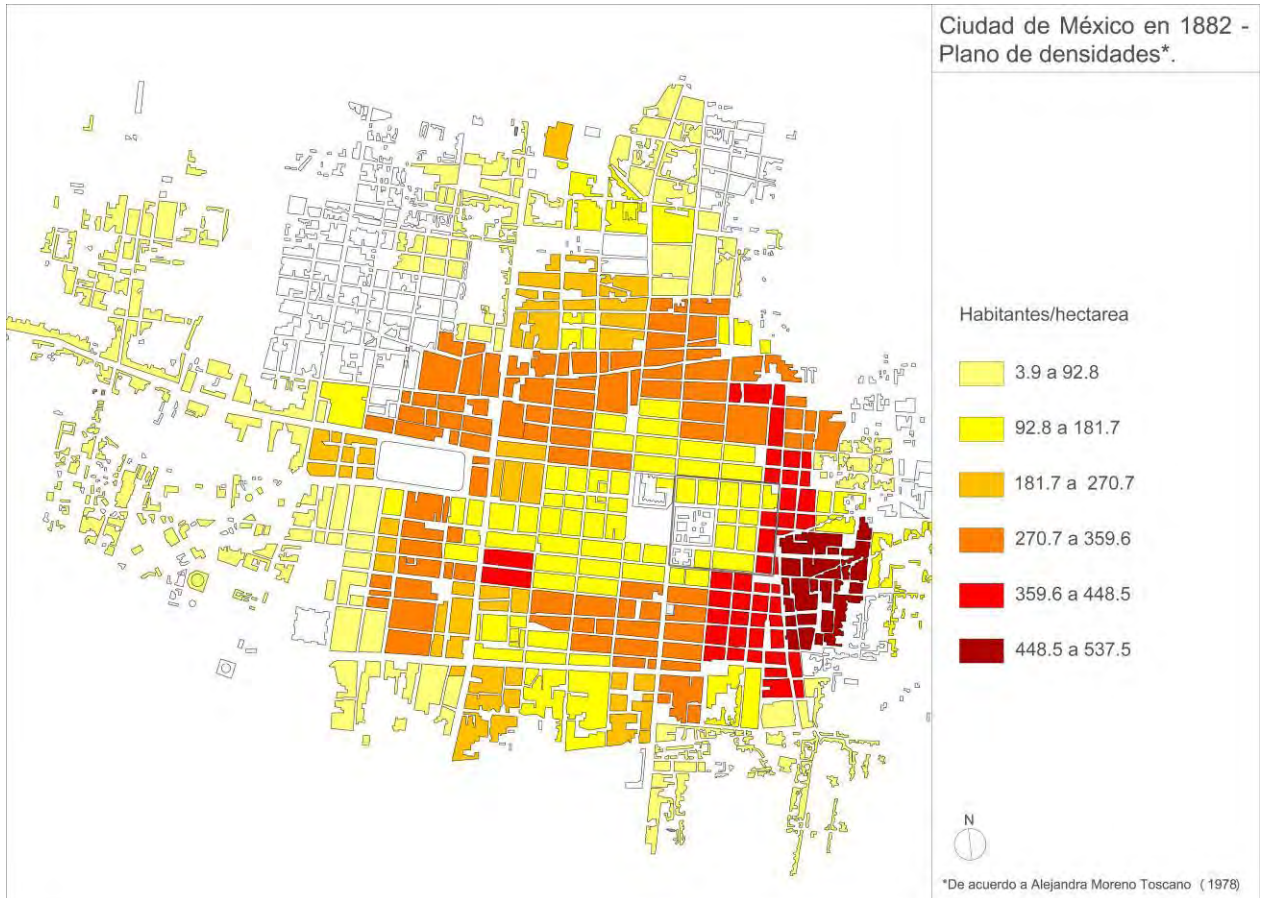 Ciudad de México en 1882 -
Plano de densidades*.
Habitantes/hectarea
3.9 a 92.8
92.8 a 181.7
181.7 a 270.7
270.7 a 359.6
359.6 a 448.5
448.5 a 537.5
N
*De acuerdo a Alejandra Moreno Toscano ( 1978)